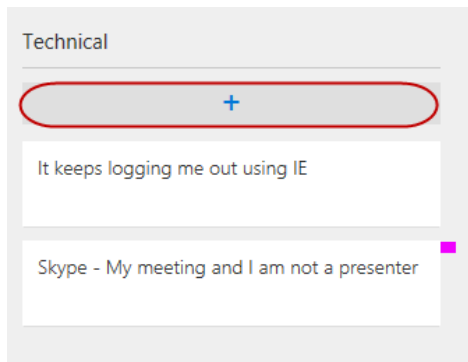 Technical
+
It keeps logging me out using IE
Skype - My meeting and I am not a presenter